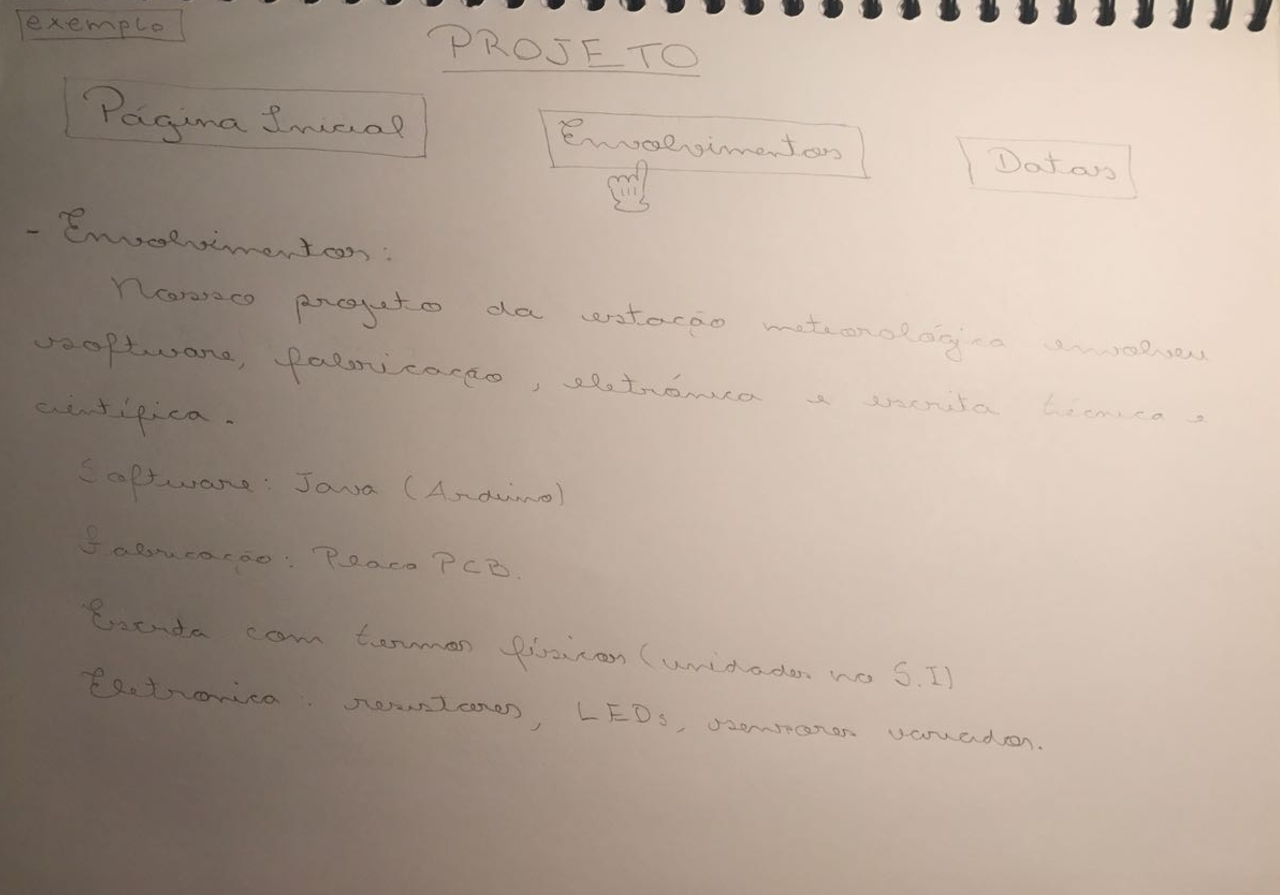 exemplo
PROJETO
Página Inicial Envolvimentos Datas
- Envolvimentos:
Nosso projeto da estação meteorológica envolveu
software, fabricação, eletrónica e escrita técnica e
científica.
Software: Java (Arduino)
Fabricação: Placa PCB.
Escrita com termos físicos (unidades no S.I)
Eletronica: resistores, LEDs, sensores variados.